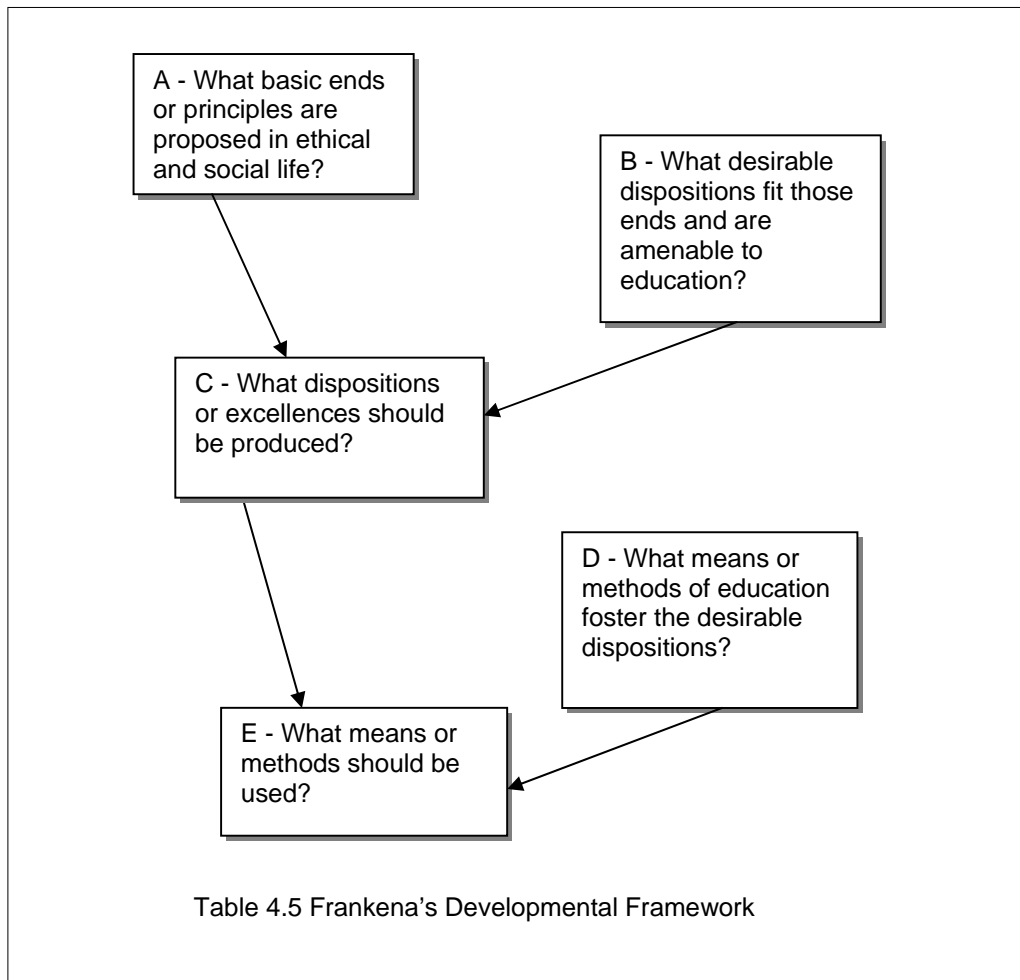 A - What basic ends
or principles are
proposed in ethical
and social life?
B - What desirable
dispositions fit those
ends and are
amenable to
education?
C - What dispositions
or excellences should
be produced?
D - What means or
methods of education
foster the desirable
dispositions?
E - What means or
methods should be
used?
Table 4.5 Frankena’s Developmental Framework